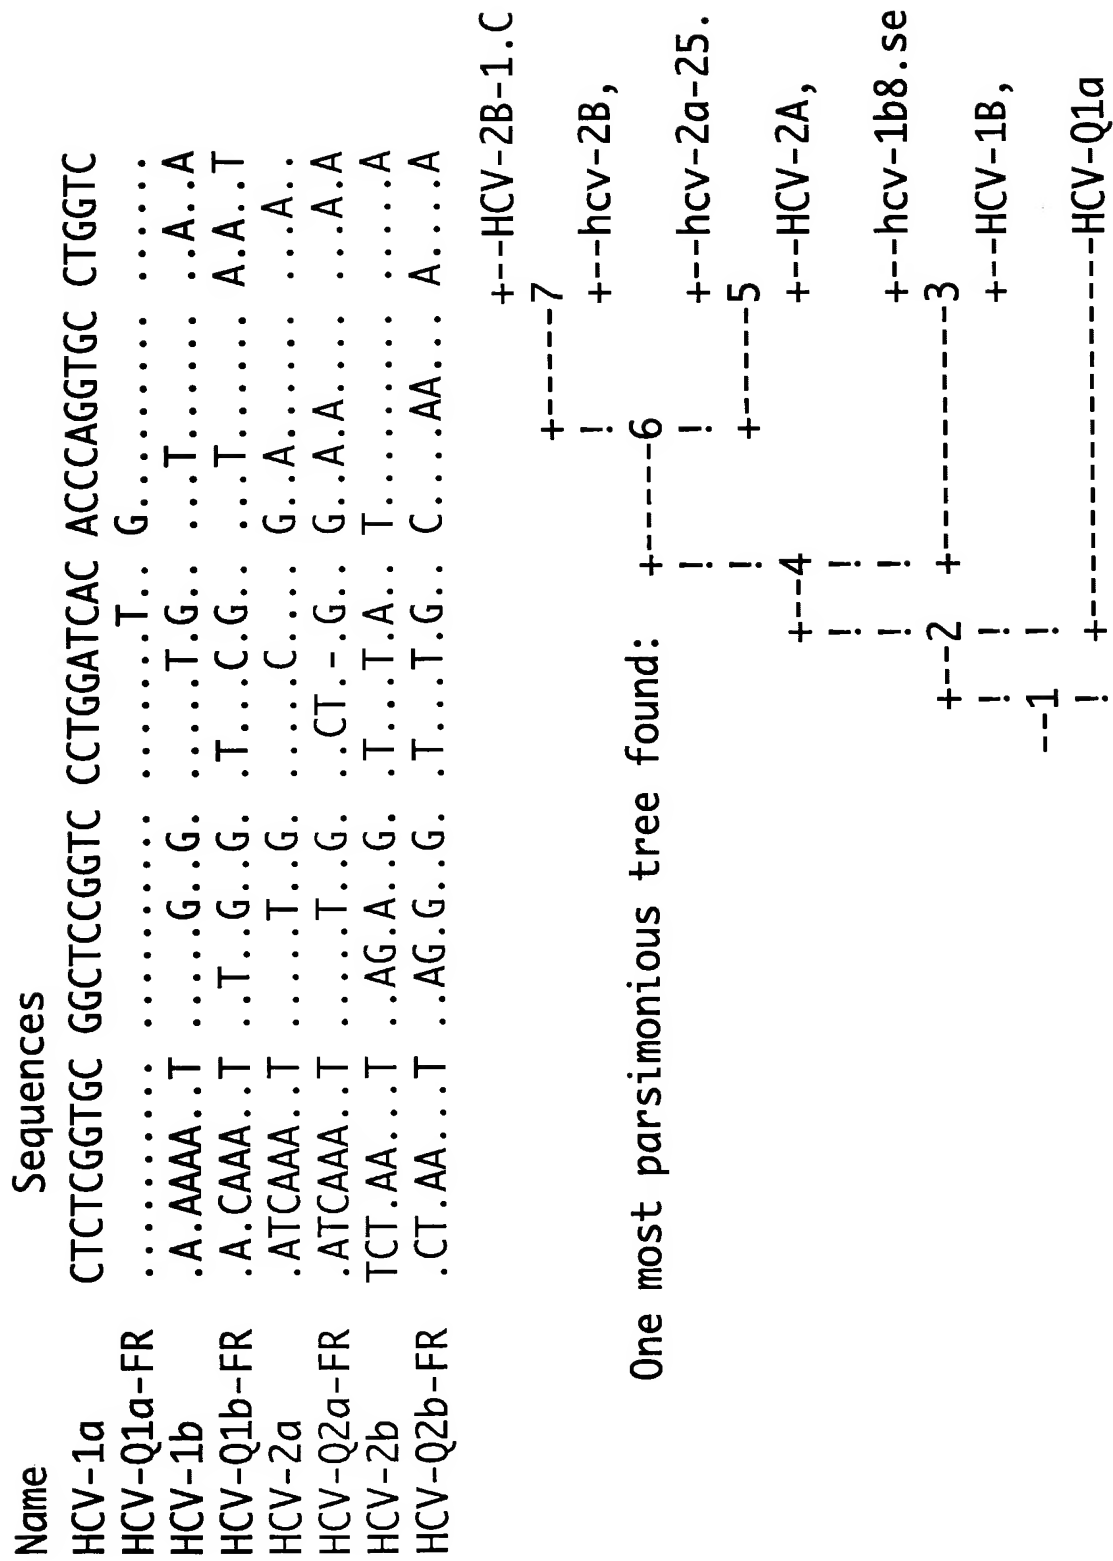 Name Sequences
HCV-1a CTCTCGGTGC GGCTCCGGTC CCTGGATCAC ACCCAGGTGC CTGGTC
HCV-Q1a-FR .......... .......... .......T.. G......... ......
HCV-1b .A.AAAA..T .....G..G. .....T.G.. ...T...... ..A..A
HCV-Q1b-FR .A.CAAA..T ..T..G..G. .T...C.G.. ...T...... A.A..T
HCV-2a .ATCAAA..T .....T..G. .....C.... G..A...... ...A..
HCV-Q2a-FR .ATCAAA..T .....T..G. ..CT.-.G.. G..A.A.... ...A.A
HCV-2b TCT.AA...T ..AG.A..G. .T...T.A.. T......... .....A
HCV-Q2b-FR .CT.AA...T ..AG.G..G. .T...T.G.. C....AA... A....A
+---HCV-2B-1.C
+------7
! +---hcv-2B,
One most parsimonious tree found: +-----6
! ! +---hcv-2a-25.
! +------5
+--4 +---HCV-2A,
! !
! ! +---hcv-1b8.se
+--2 +------------3
! ! +---HCV-1B,
! !
--1 +-------------------HCV-Q1a
!